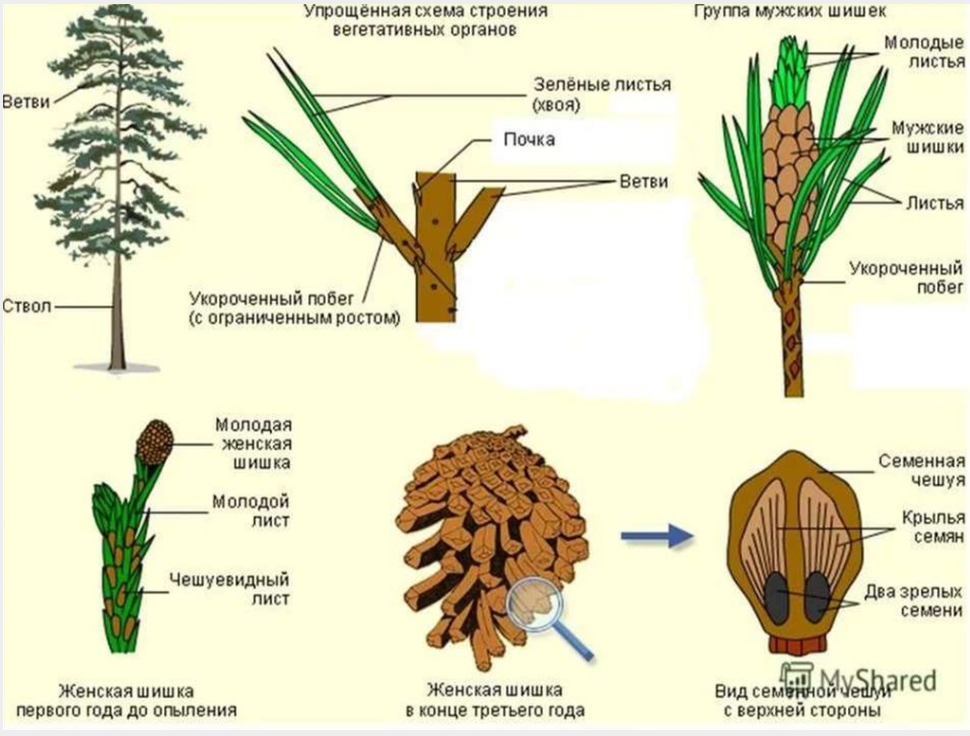 Упрощённая схема строения
вегетативных органов
Группа мужских шишек
Ветви
Ствол
Зелёные листья
(хвоя)
Почка
Ветви
Укороченный побег
(с ограниченным ростом)
Молодые
листья
Мужские
шишки
Листья
Укороченный
побег
Молодая
женская
шишка
Молодой
лист
Чешуевидный
лист
Женская шишка
первого года до опыления
Женская шишка
в конце третьего года
Семенная
чешуя
Крылья
семян
Два зрелых
семени
Вид семенной чешуи
с верхней стороны
MyShared